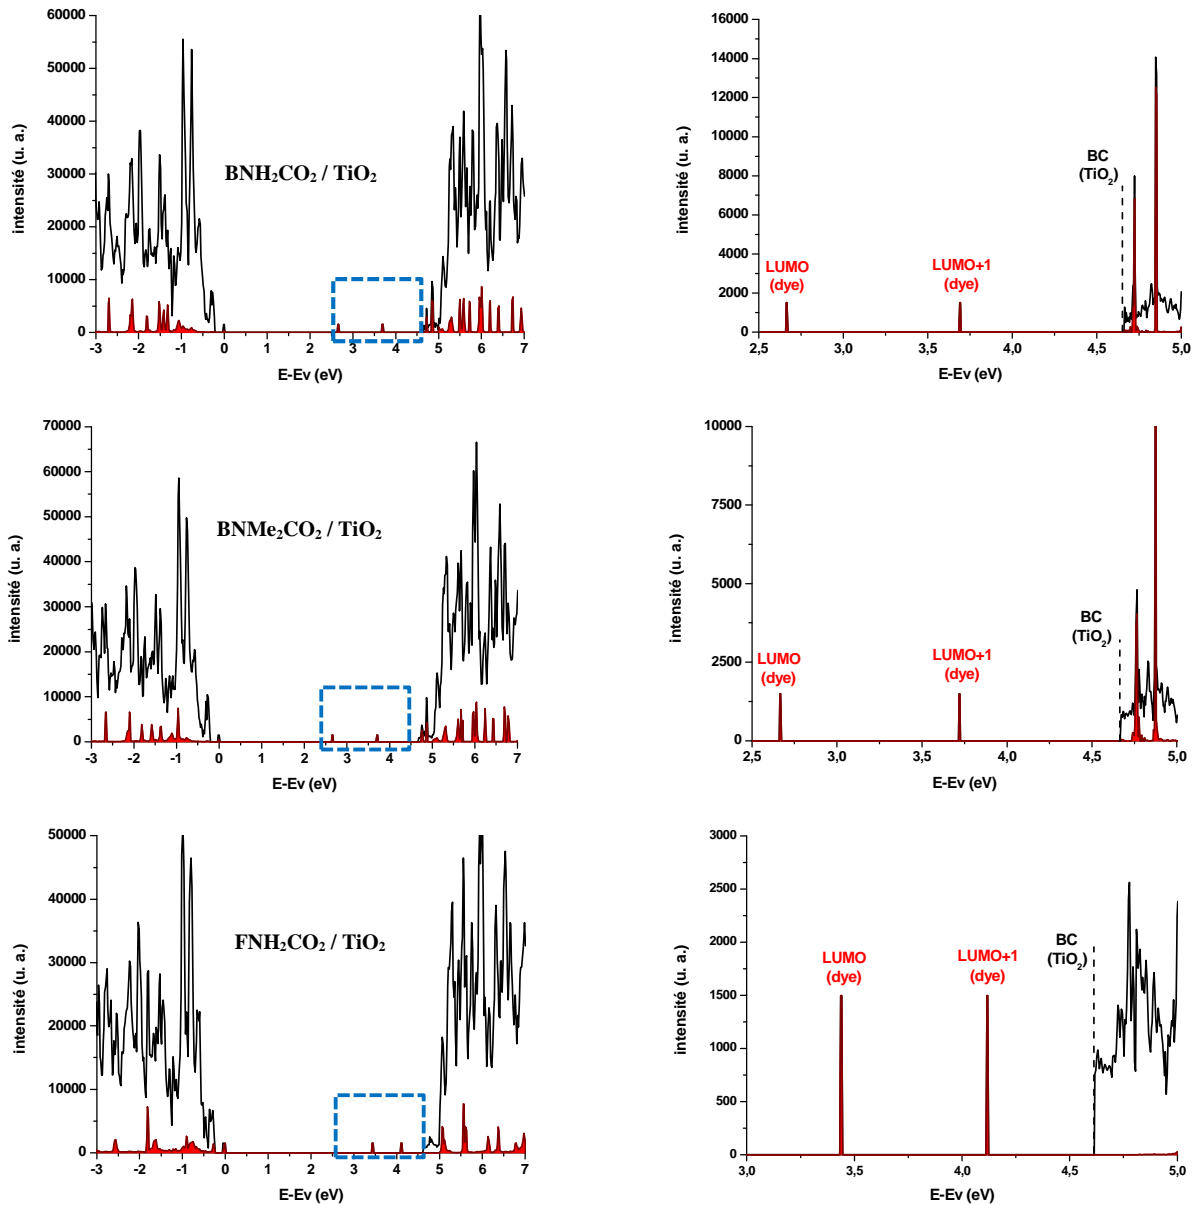 60000
50000
40000
30000
20000
10000
0
intensité (u. a.)
BNH2CO2 / TiO2
-3 -2 -1 0 1 2 3 4 5 6 7
E-Ev (eV)
16000
14000
12000
10000
8000
6000
4000
2000
0
intensité (u. a.)
BC
(TiO2)
LUMO
(dye)
LUMO+1
(dye)
2,5 3,0 3,5 4,0 4,5 5,0
E-Ev (eV)
70000
60000
50000
40000
30000
20000
10000
0
intensité (u. a.)
BNMe2CO2 / TiO2
-3 -2 -1 0 1 2 3 4 5 6 7
E-Ev (eV)
10000
7500
5000
2500
0
intensité (u. a.)
BC
(TiO2)
LUMO
(dye)
LUMO+1
(dye)
2,5 3,0 3,5 4,0 4,5 5,0
E-Ev (eV)
50000
40000
30000
20000
10000
0
intensité (u. a.)
FNH2CO2 / TiO2
-3 -2 -1 0 1 2 3 4 5 6 7
E-Ev (eV)
3000
2500
2000
1500
1000
500
0
intensité (u. a.)
BC
(TiO2)
LUMO
(dye)
LUMO+1
(dye)
3,0 3,5 4,0 4,5 5,0
E-Ev (eV)